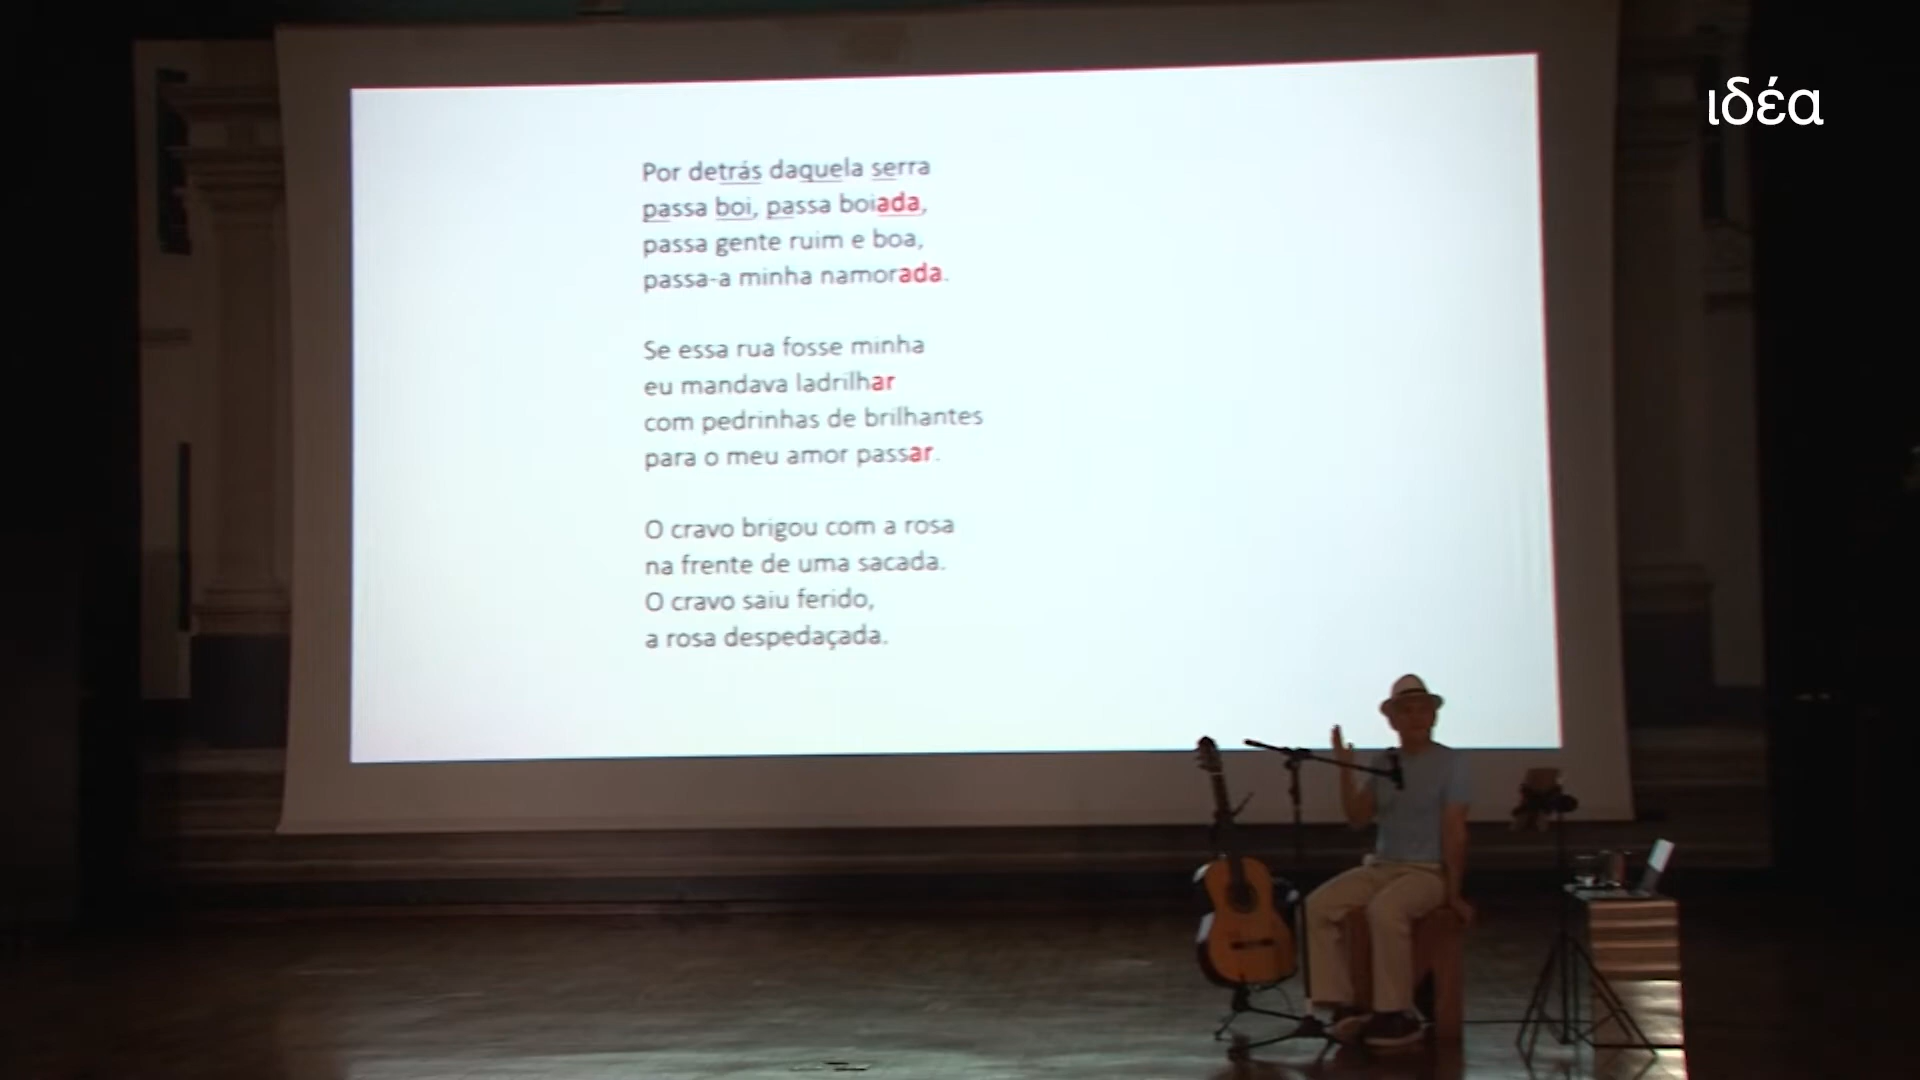 ιδέα
Por detrás daquela serra
passa boi, passa boiada,
passa gente ruim e boa,
passa-a minha namorada.
Se essa rua fosse minha
eu mandava ladrilhar
com pedrinhas de brilhantes
para o meu amor passar.
O cravo brigou com a rosa
na frente de uma sacada.
O cravo saiu ferido,
a rosa despedaçada.